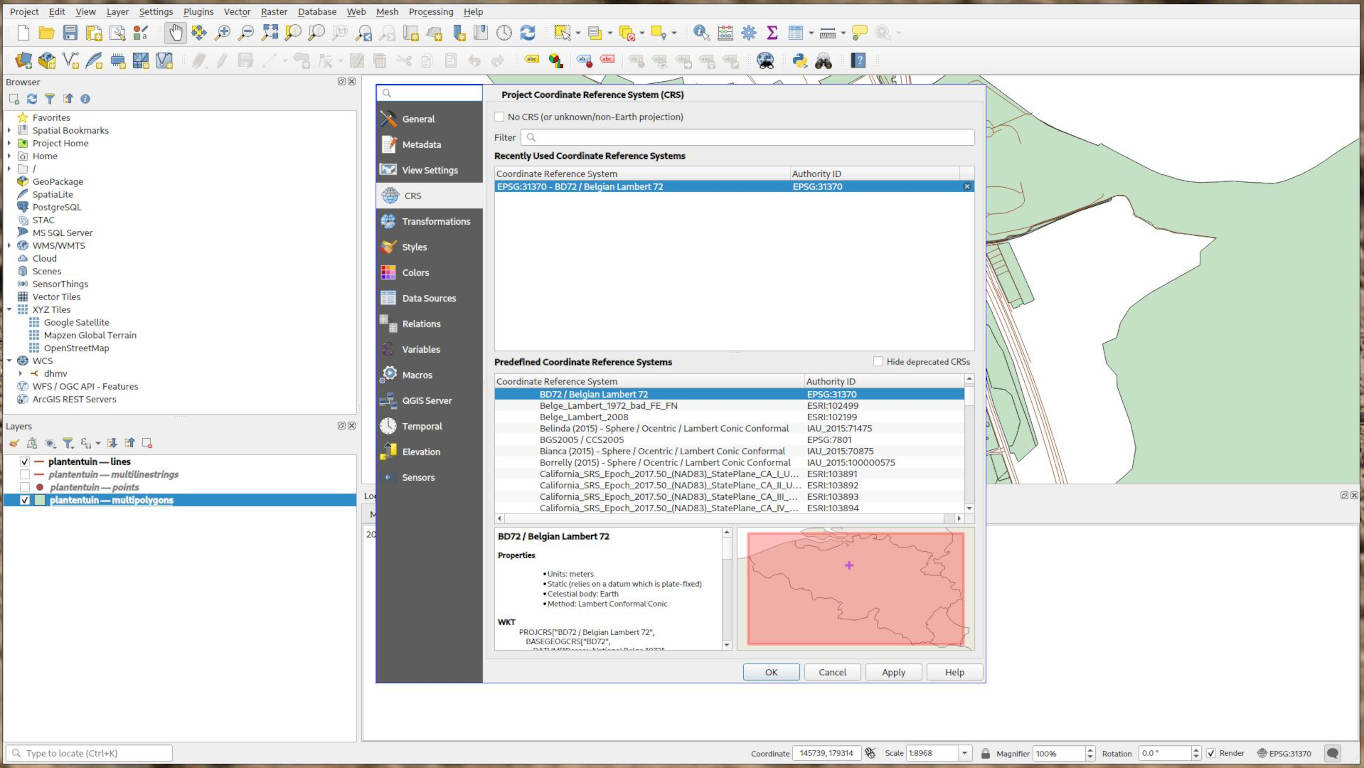 Project Edit View Layer Settings Plugins Vector Raster Database Web Mesh Processing Help
Browser
Favorites
Spatial Bookmarks
Project Home
Home
/
GeoPackage
SpatiaLite
PostgreSQL
STAC
MS SQL Server
WMS/WMTS
Cloud
Scenes
SensorThings
Vector Tiles
XYZ Tiles
Google Satellite
Mapzen Global Terrain
OpenStreetMap
WCS
dhmv
WFS / OGC API - Features
ArcGIS REST Servers
Layers
plantentuin — lines
plantentuin — multilinestrings
plantentuin — points
plantentuin — multipolygons
Type to locate (Ctrl+K)
General
Metadata
View Settings
CRS
Transformations
Styles
Colors
Data Sources
Relations
Variables
Macros
QGIS Server
Temporal
Elevation
Sensors
Project Coordinate Reference System (CRS)
No CRS (or unknown/non-Earth projection)
Filter
Recently Used Coordinate Reference Systems
Coordinate Reference System Authority ID
EPSG:31370 - BD72 / Belgian Lambert 72 EPSG:31370
Predefined Coordinate Reference Systems Hide deprecated CRSs
Coordinate Reference System Authority ID
BD72 / Belgian Lambert 72 EPSG:31370
Belge_Lambert_1972_bad_FE_FN ESRI:102499
Belge_Lambert_2008 ESRI:102199
Belinda (2015) - Sphere / Ocentric / Lambert Conic Conformal IAU_2015:71475
BGS2005 / CCS2005 EPSG:7801
Bianca (2015) - Sphere / Ocentric / Lambert Conic Conformal IAU_2015:70875
Borrelly (2015) - Sphere / Ocentric / Lambert Conic Conformal IAU_2015:100000575
California_SRS_Epoch_2017.50_(NAD83)_StatePlane_CA_I_U... ESRI:103891
California_SRS_Epoch_2017.50_(NAD83)_StatePlane_CA_II_U... ESRI:103892
California_SRS_Epoch_2017.50_(NAD83)_StatePlane_CA_III_... ESRI:103893
California_SRS_Epoch_2017.50_(NAD83)_StatePlane_CA_IV_... ESRI:103894
BD72 / Belgian Lambert 72
Properties
• Units: meters
• Static (relies on a datum which is plate-fixed)
• Celestial body: Earth
• Method: Lambert Conformal Conic
WKT
PROJCRS["BD72 / Belgian Lambert 72",
BASEGEOGCRS["BD72",
OK Cancel Apply Help
Coordinate 145739,179314 Scale 1:8968 Magnifier 100% Rotation 0.0 ° Render EPSG:31370